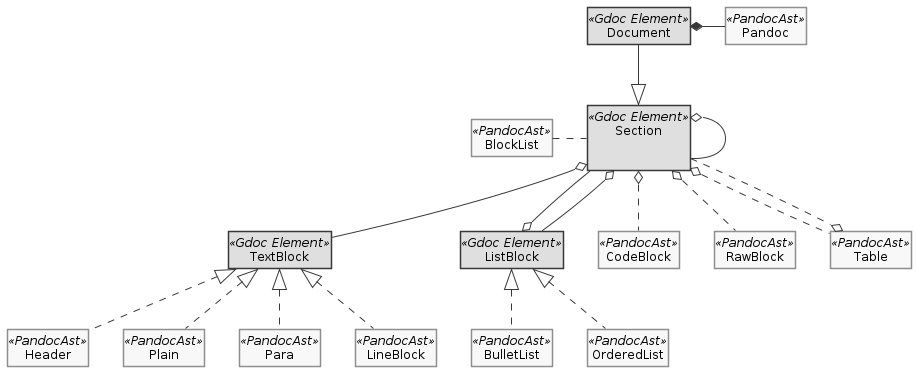 «Gdoc Element»
Document
«PandocAst»
Pandoc
«Gdoc Element»
Section
«PandocAst»
BlockList
«Gdoc Element»
TextBlock
«Gdoc Element»
ListBlock
«PandocAst»
CodeBlock
«PandocAst»
RawBlock
«PandocAst»
Table
«PandocAst»
Header
«PandocAst»
Plain
«PandocAst»
Para
«PandocAst»
LineBlock
«PandocAst»
BulletList
«PandocAst»
OrderedList